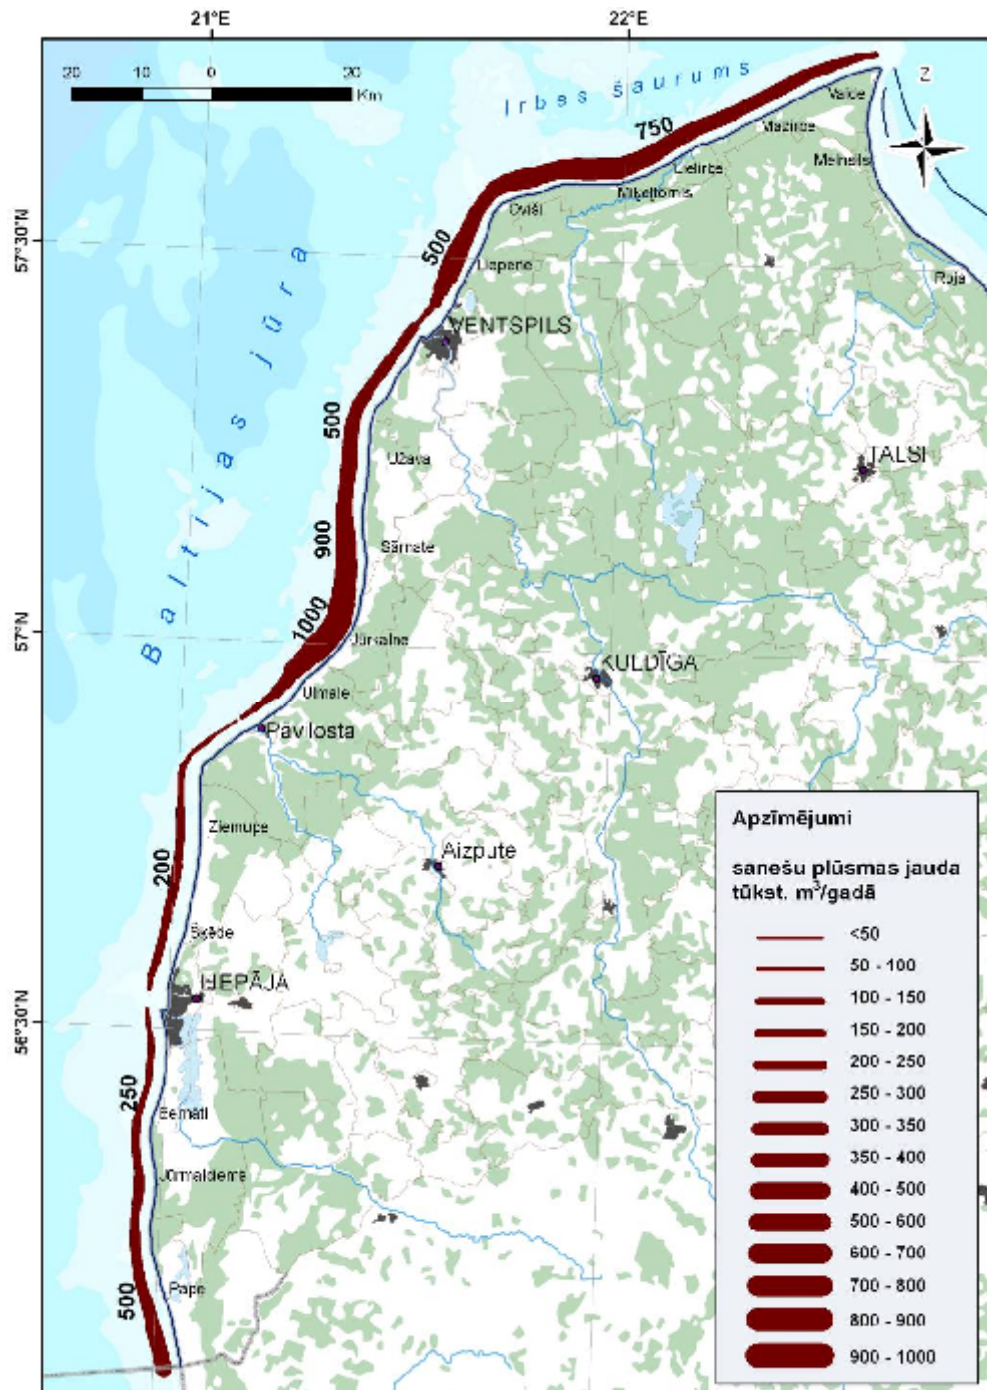 21°E
22°E
20 10 0 20
Km
Irbes šaurums
Z
750
Vaide
Mazirbe
Melnsils
Lielirbe
Miķeļtornis
Oviši
57°30'N
500
Liepene
Roja
VENTSPILS
Baltijas jūra
500
Užava
TALSI
900
Sārnate
1000
57°N
Jūrkalne
KULDĪGA
Ulmale
Pāvilosta
Ziemupe
Aizpute
200
Šķēde
LIEPĀJA
56°30'N
250
Bernāti
Jūrmalciems
500
Pape
Apzīmējumi
sanešu plūsmas jauda
tūkst. m³/gadā
<50
50 - 100
100 - 150
150 - 200
200 - 250
250 - 300
300 - 350
350 - 400
400 - 500
500 - 600
600 - 700
700 - 800
800 - 900
900 - 1000